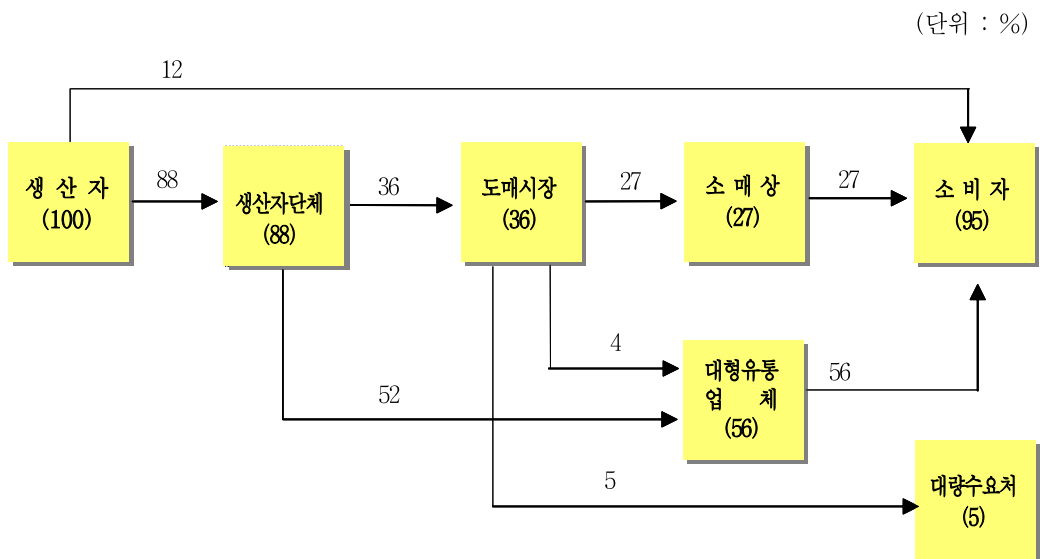 (단위 : %)
12
생 산 자
(100)
88
생산자단체
(88)
36
도매시장
(36)
27
소 매 상
(27)
27
소 비 자
(95)
4
52
대형유통
업 체
(56)
56
5
대량수요처
(5)